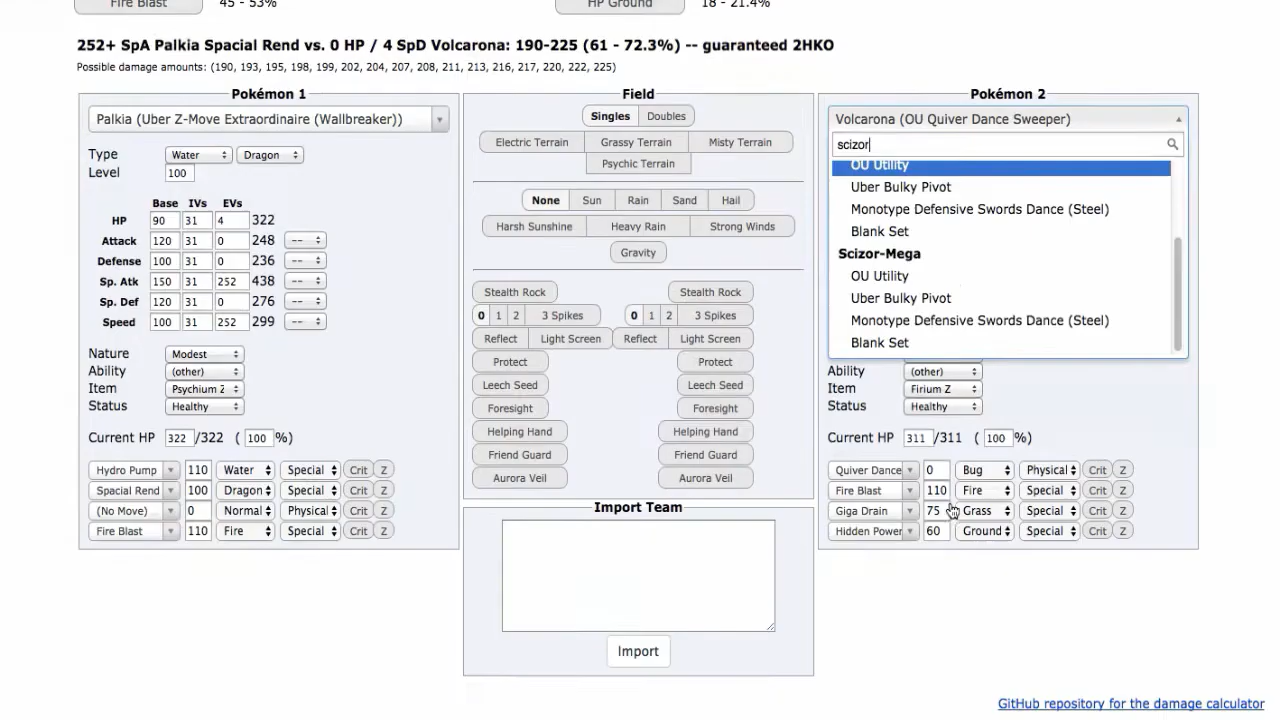 Fire Blast 45 - 53% HP Ground 18 - 21.4%
252+ SpA Palkia Spacial Rend vs. 0 HP / 4 SpD Volcarona: 190-225 (61 - 72.3%) -- guaranteed 2HKO
Possible damage amounts: (190, 193, 195, 198, 199, 202, 204, 207, 208, 211, 213, 216, 217, 220, 222, 225)
Pokémon 1
Palkia (Uber Z-Move Extraordinaire (Wallbreaker))
Type Water Dragon
Level 100
Base IVs EVs
HP 90 31 4 322
Attack 120 31 0 248 --
Defense 100 31 0 236 --
Sp. Atk 150 31 252 438 --
Sp. Def 120 31 0 276 --
Speed 100 31 252 299 --
Nature Modest
Ability (other)
Item Psychium Z
Status Healthy
Current HP 322 /322 ( 100 %)
Hydro Pump 110 Water Special Crit Z
Spacial Rend 100 Dragon Special Crit Z
(No Move) 0 Normal Physical Crit Z
Fire Blast 110 Fire Special Crit Z
Field
Singles Doubles
Electric Terrain Grassy Terrain Misty Terrain
Psychic Terrain
None Sun Rain Sand Hail
Harsh Sunshine Heavy Rain Strong Winds
Gravity
Stealth Rock Stealth Rock
0 1 2 3 Spikes 0 1 2 3 Spikes
Reflect Light Screen Reflect Light Screen
Protect Protect
Leech Seed Leech Seed
Foresight Foresight
Helping Hand Helping Hand
Friend Guard Friend Guard
Aurora Veil Aurora Veil
Import Team
Import
Pokémon 2
Volcarona (OU Quiver Dance Sweeper)
scizor
OU Utility
Uber Bulky Pivot
Monotype Defensive Swords Dance (Steel)
Blank Set
Scizor-Mega
OU Utility
Uber Bulky Pivot
Monotype Defensive Swords Dance (Steel)
Blank Set
Ability (other)
Item Firium Z
Status Healthy
Current HP 311 /311 ( 100 %)
Quiver Dance 0 Bug Physical Crit Z
Fire Blast 110 Fire Special Crit Z
Giga Drain 75 Grass Special Crit Z
Hidden Power 60 Ground Special Crit Z
GitHub repository for the damage calculator